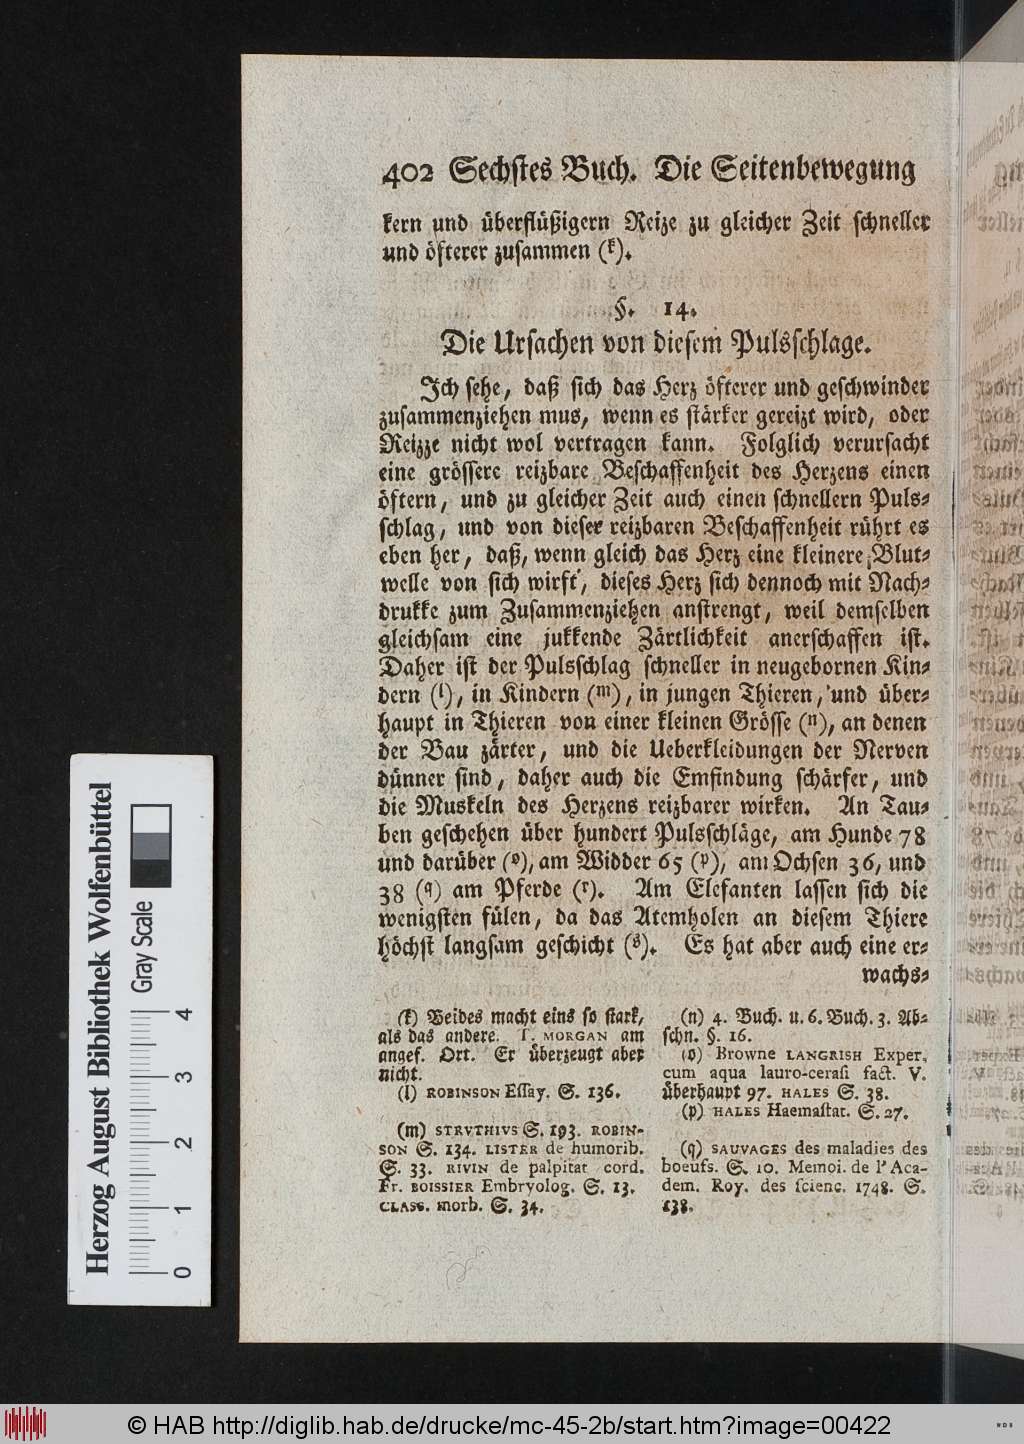 402 Sechstes Buch. Die Seitenbewegung
kern und überflüßigern Reize zu gleicher Zeit schneller
und öfterer zusammen (k).
§. 14.
Die Ursachen von diesem Pulsschlage.
Ich sehe, daß sich das Herz öfterer und geschwinder
zusammenziehen mus, wenn es stärker gereizt wird, oder
Reizze nicht wol vertragen kann. Folglich verursacht
eine grössere reizbare Beschaffenheit des Herzens einen
öftern, und zu gleicher Zeit auch einen schnellern Puls-
schlag, und von dieser reizbaren Beschaffenheit rührt es
eben her, daß, wenn gleich das Herz eine kleinere Blut-
welle von sich wirft, dieses Herz sich dennoch mit Nach-
drukke zum Zusammenziehen anstrengt, weil demselben
gleichsam eine jukkende Zärtlichkeit anerschaffen ist.
Daher ist der Pulsschlag schneller in neugebornen Kin-
dern (l), in Kindern (m), in jungen Thieren, und über-
haupt in Thieren von einer kleinen Grösse (n), an denen
der Bau zärter, und die Ueberkleidungen der Nerven
dünner sind, daher auch die Emfindung schärfer, und
die Muskeln des Herzens reizbarer wirken. An Tau-
ben geschehen über hundert Pulsschläge, am Hunde 78
und darüber (o), am Widder 65 (p), am Ochsen 36, und
38 (q) am Pferde (r). Am Elefanten lassen sich die
wenigsten fülen, da das Atemholen an diesem Thiere
höchst langsam geschicht (s). Es hat aber auch eine er-
wachs-
(k) Beides macht eins so stark,
als das andere. T. MORGAN am
angef. Ort. Er überzeugt aber
nicht.
(l) ROBINSON Essay. S. 136.
(m) STRVTHIVS S. 193. ROBIN-
SON S. 134. LISTER de humorib.
S. 33. RIVIN de palpitat cord.
Fr. BOISSIER Embryolog. S. 13.
CLASS. morb. S. 34.
(n) 4. Buch. u. 6. Buch. 3. Ab-
schn. §. 16.
(o) Browne LANGRISH Exper.
cum aqua lauro-cerasi fact. V.
überhaupt 97. HALES S. 38.
(p) HALES Haemastat. S. 27.
(q) SAUVAGES des maladies des
boeufs. S. 10. Memoi. de l'Aca-
dem. Roy. des scienc. 1748. S.
138.
Herzog August Bibliothek Wolfenbüttel
Gray Scale
0 1 2 3 4
© HAB http://diglib.hab.de/drucke/mc-45-2b/start.htm?image=00422